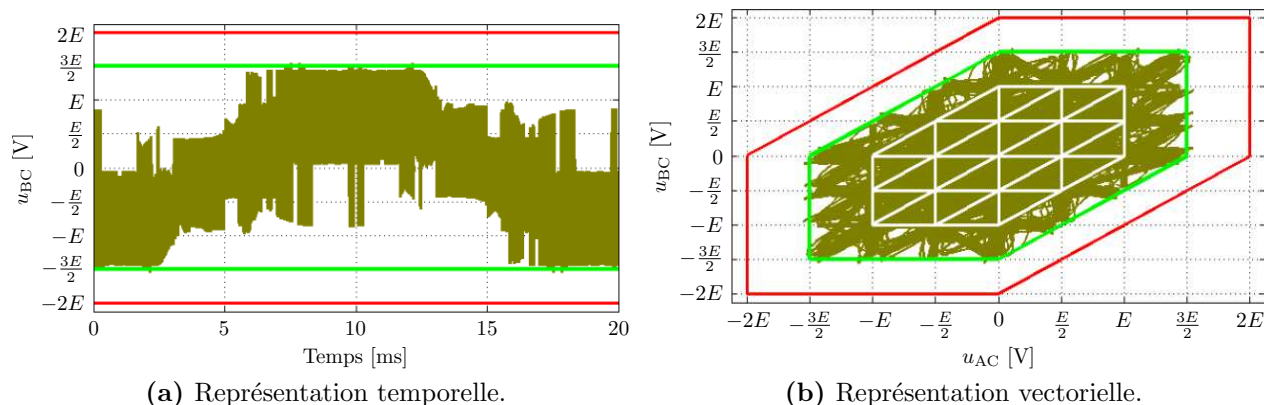 2E
3E/2
E
E/2
0
−E/2
−E
−3E/2
−2E
u_BC [V]
0 5 10 15 20
Temps [ms]
(a) Représentation temporelle.
2E
3E/2
E
E/2
0
−E/2
−E
−3E/2
−2E
u_BC [V]
−2E −3E/2 −E −E/2 0 E/2 E 3E/2 2E
u_AC [V]
(b) Représentation vectorielle.